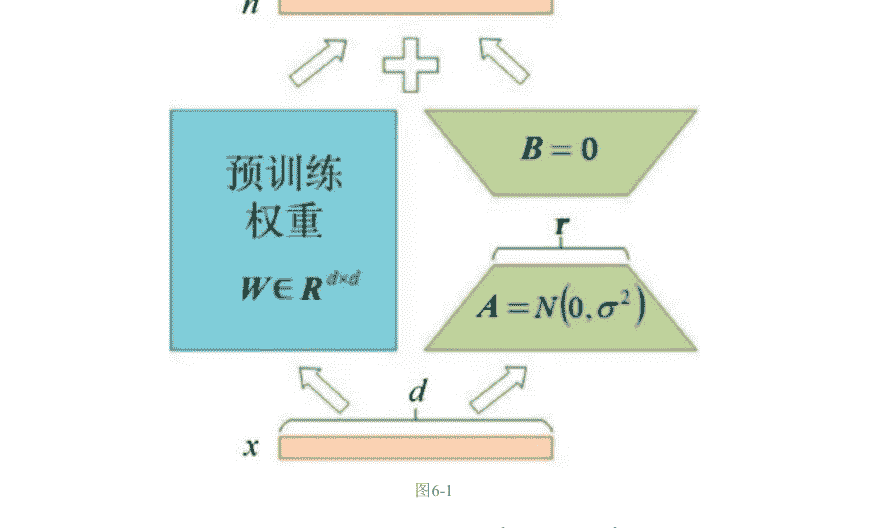 h
预训练
权重
W∈R^{d×d}
B=0
r
A=N(0,σ²)
d
x
图6-1